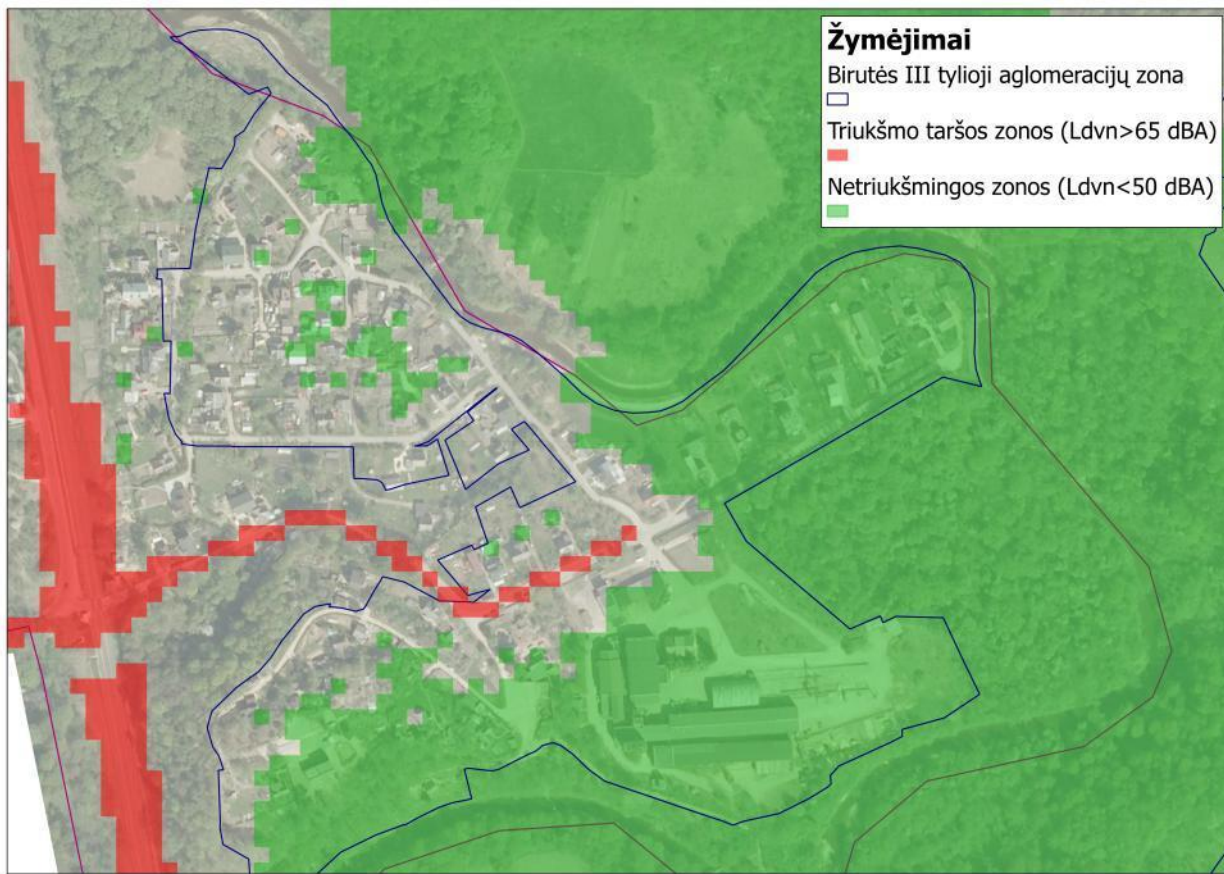 Žymėjimai
Birutės III tylioji aglomeracijų zona
Triukšmo taršos zonos (Ldvn>65 dBA)
Netriukšmingos zonos (Ldvn<50 dBA)